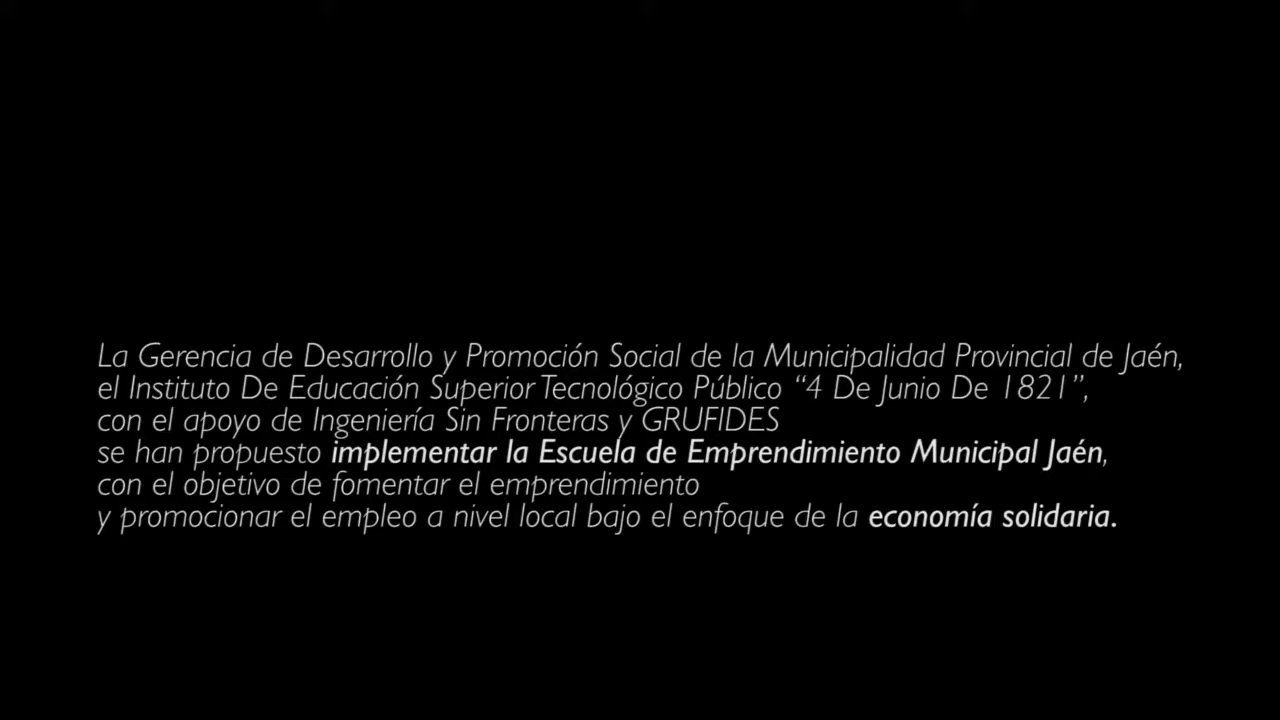 La Gerencia de Desarrollo y Promoción Social de la Municipalidad Provincial de Jaén,
el Instituto De Educación Superior Tecnológico Público “4 De Junio De 1821”,
con el apoyo de Ingeniería Sin Fronteras y GRUFIDES
se han propuesto implementar la Escuela de Emprendimiento Municipal Jaén,
con el objetivo de fomentar el emprendimiento
y promocionar el empleo a nivel local bajo el enfoque de la economía solidaria.